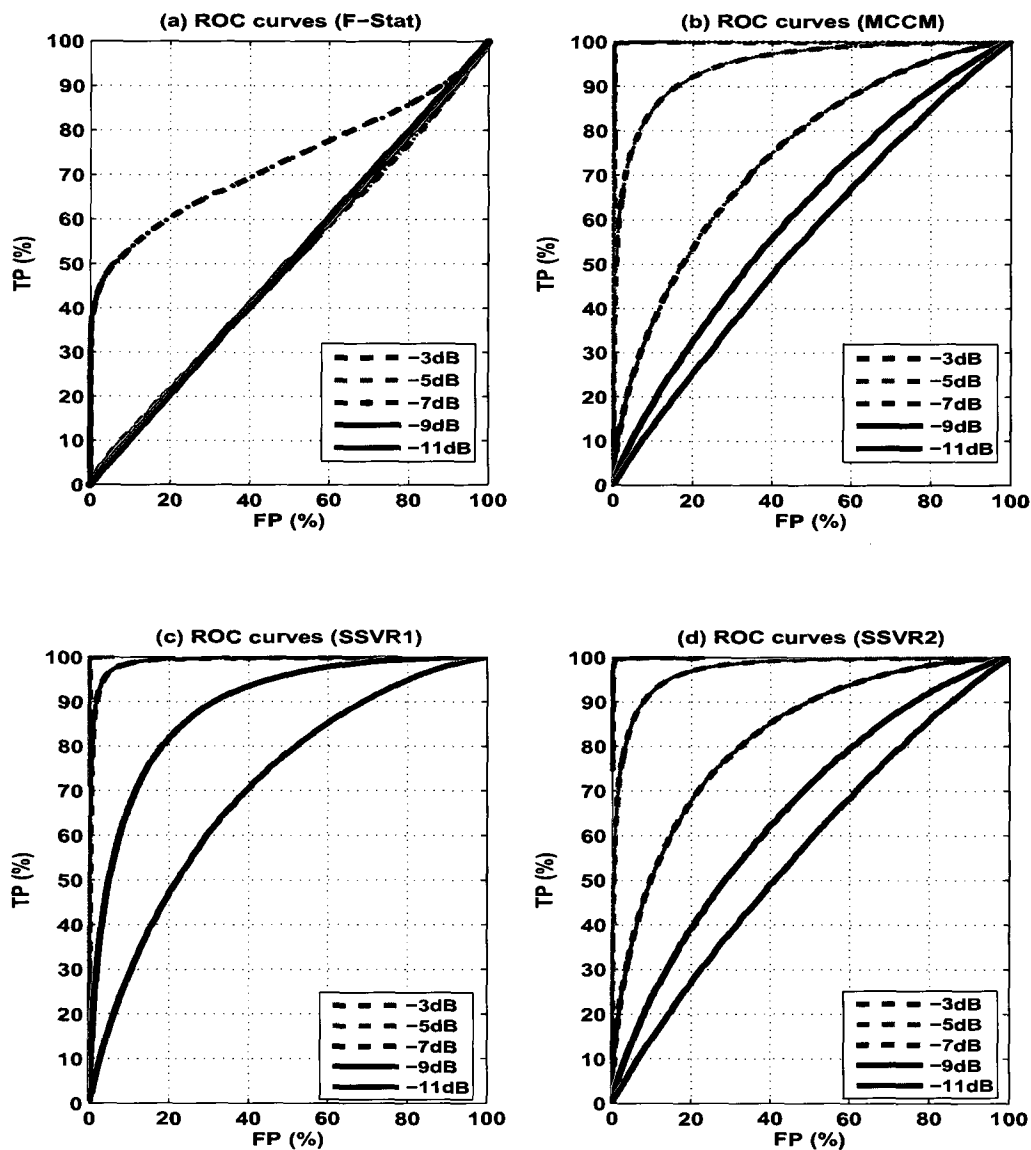 (a) ROC curves (F−Stat)
100
90
80
70
60
50
40
30
20
10
0
TP (%)
0 20 40 60 80 100
FP (%)
−3dB
−5dB
−7dB
−9dB
−11dB
(b) ROC curves (MCCM)
100
90
80
70
60
50
40
30
20
10
0
TP (%)
0 20 40 60 80 100
FP (%)
−3dB
−5dB
−7dB
−9dB
−11dB
(c) ROC curves (SSVR1)
100
90
80
70
60
50
40
30
20
10
0
TP (%)
0 20 40 60 80 100
FP (%)
−3dB
−5dB
−7dB
−9dB
−11dB
(d) ROC curves (SSVR2)
100
90
80
70
60
50
40
30
20
10
0
TP (%)
0 20 40 60 80 100
FP (%)
−3dB
−5dB
−7dB
−9dB
−11dB